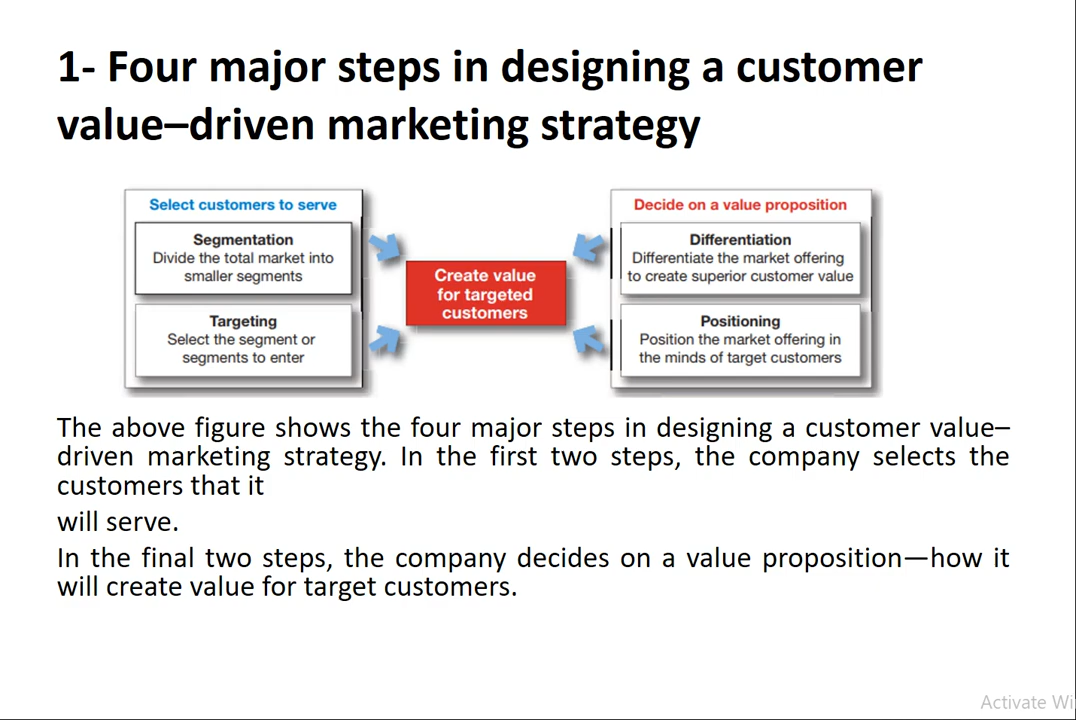 1- Four major steps in designing a customer
value–driven marketing strategy
Select customers to serve
Segmentation
Divide the total market into
smaller segments
Targeting
Select the segment or
segments to enter
Create value
for targeted
customers
Decide on a value proposition
Differentiation
Differentiate the market offering
to create superior customer value
Positioning
Position the market offering in
the minds of target customers
The above figure shows the four major steps in designing a customer value–
driven marketing strategy. In the first two steps, the company selects the
customers that it
will serve.
In the final two steps, the company decides on a value proposition—how it
will create value for target customers.
Activate Wi